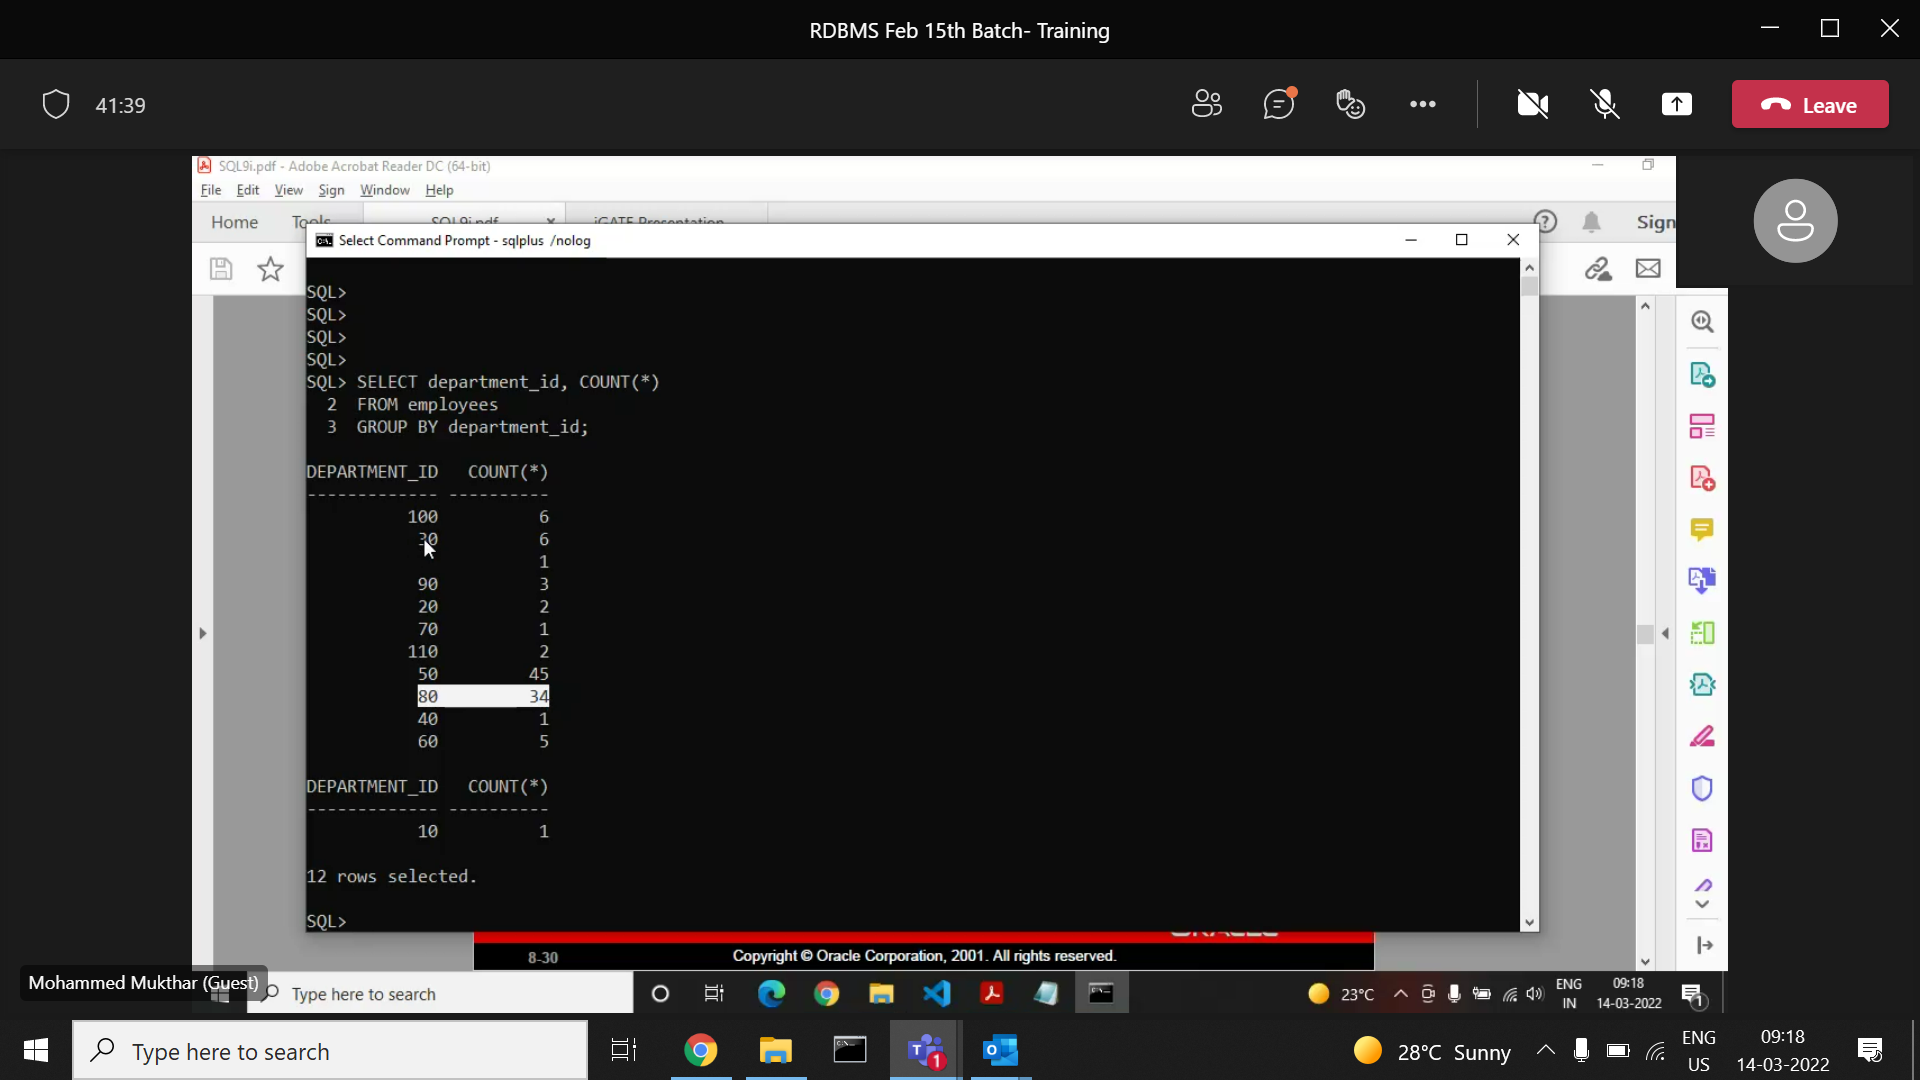 RDBMS Feb 15th Batch- Training
41:39
Leave
SQL9i.pdf - Adobe Acrobat Reader DC (64-bit)
File Edit View Sign Window Help
Home Tools SQL9i.pdf × iGATE Presentation Sign
Select Command Prompt - sqlplus /nolog
SQL>
SQL>
SQL>
SQL>
SQL> SELECT department_id, COUNT(*)
2 FROM employees
3 GROUP BY department_id;
DEPARTMENT_ID COUNT(*)
------------- ----------
100 6
30 6
1
90 3
20 2
70 1
110 2
50 45
80 34
40 1
60 5
DEPARTMENT_ID COUNT(*)
------------- ----------
10 1
12 rows selected.
SQL>
ORACLE
8-30 Copyright © Oracle Corporation, 2001. All rights reserved.
Mohammed Mukthar (Guest)
Type here to search
23°C
ENG
IN
09:18
14-03-2022
1
Type here to search
1
28°C Sunny
ENG
US
09:18
14-03-2022